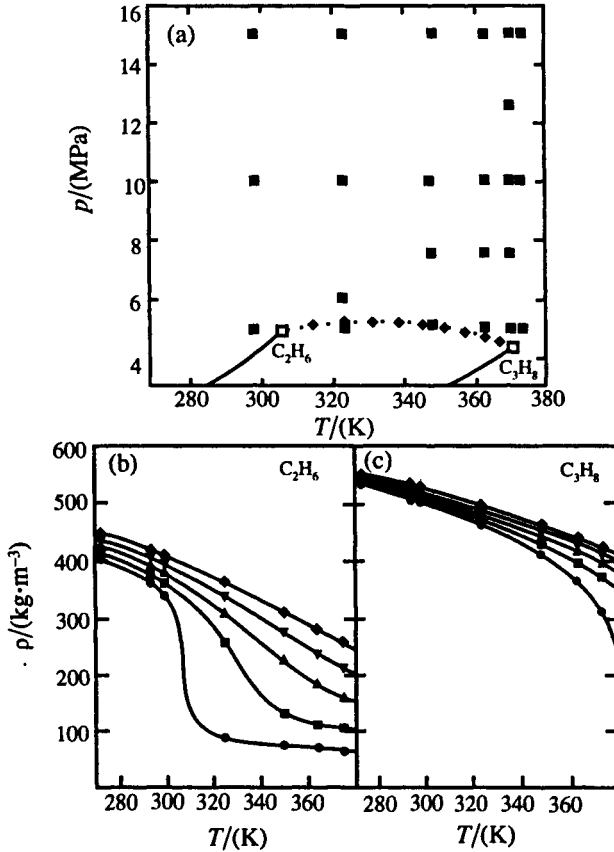 16
(a)
14
12
p/(MPa)
10
8
6
C₂H₆
C₃H₈
4
280 300 320 340 360 380
T/(K)
600
(b)
C₂H₆
(c)
C₃H₈
500
400
ρ/(kg·m⁻³)
300
200
100
280 300 320 340 360
280 300 320 340 360
T/(K)
T/(K)